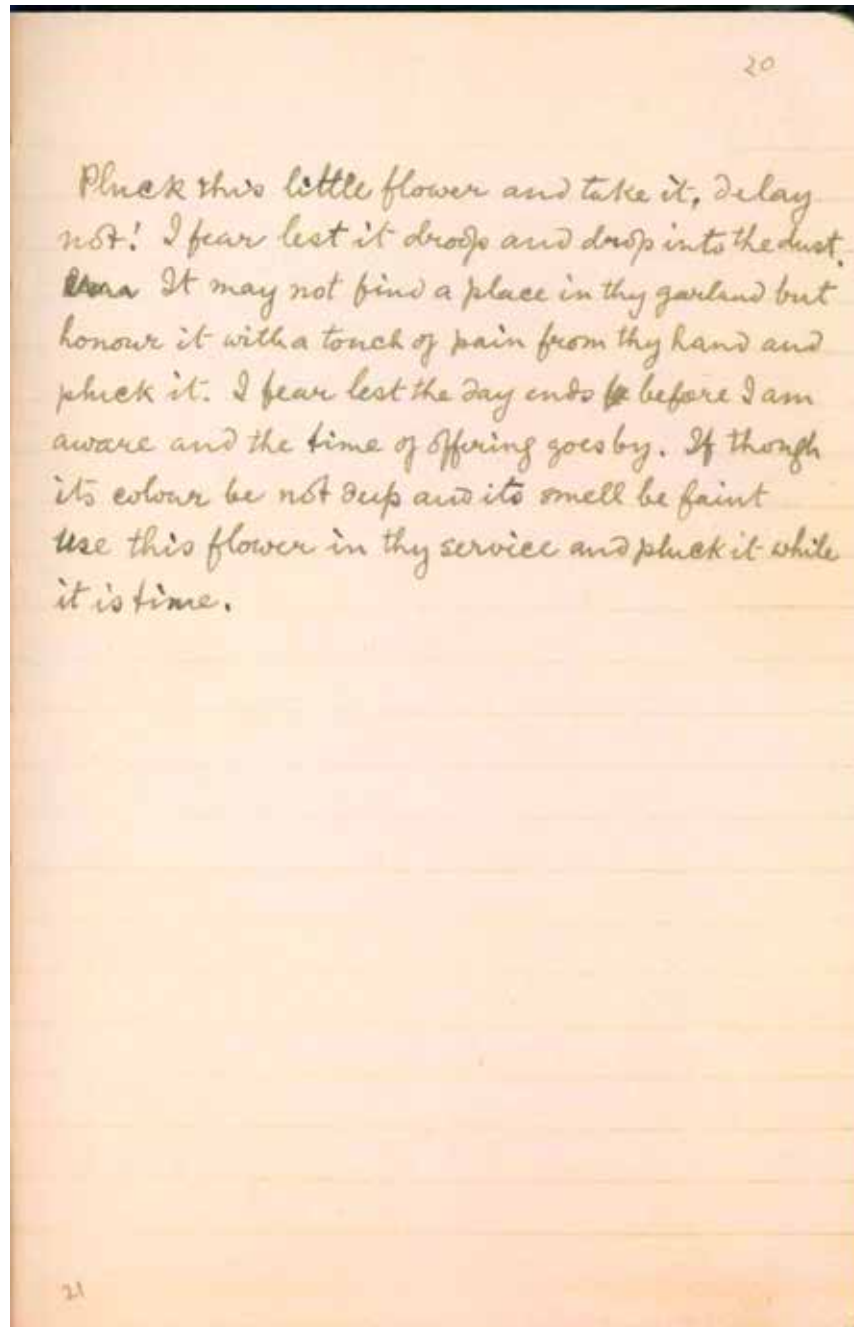 20
Pluck this little flower and take it, delay
not! I fear lest it droop and drop into the dust.
It may not find a place in thy garland but
honour it with a touch of pain from thy hand and
pluck it. I fear lest the day ends before I am
aware and the time of offering goes by. If though
its colour be not deep and its smell be faint
use this flower in thy service and pluck it while
it is time.
21